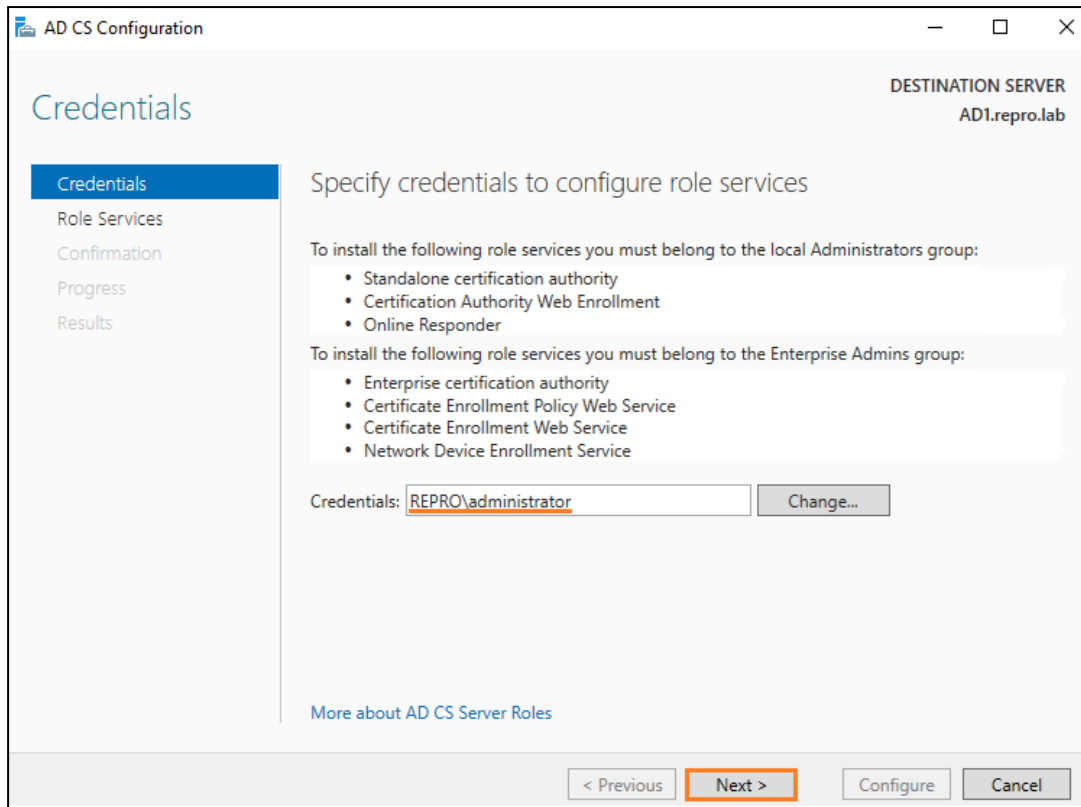 AD CS Configuration
DESTINATION SERVER
AD1.repro.lab
Credentials
Credentials
Role Services
Confirmation
Progress
Results
Specify credentials to configure role services
To install the following role services you must belong to the local Administrators group:
• Standalone certification authority
• Certification Authority Web Enrollment
• Online Responder
To install the following role services you must belong to the Enterprise Admins group:
• Enterprise certification authority
• Certificate Enrollment Policy Web Service
• Certificate Enrollment Web Service
• Network Device Enrollment Service
Credentials: REPRO\administrator Change...
More about AD CS Server Roles
< Previous Next > Configure Cancel